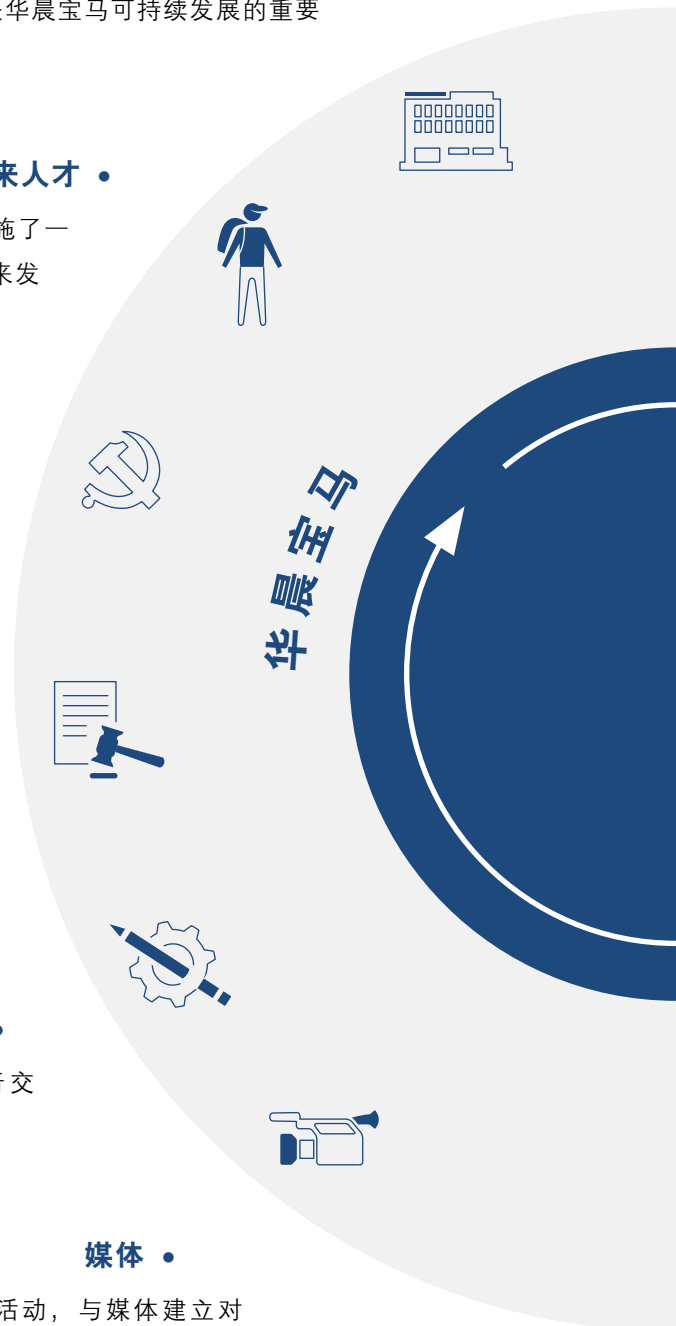 华晨宝马可持续发展的重要
来人才 •
施了一
来发
华晨宝马
•
交
媒体 •
活动，与媒体建立对